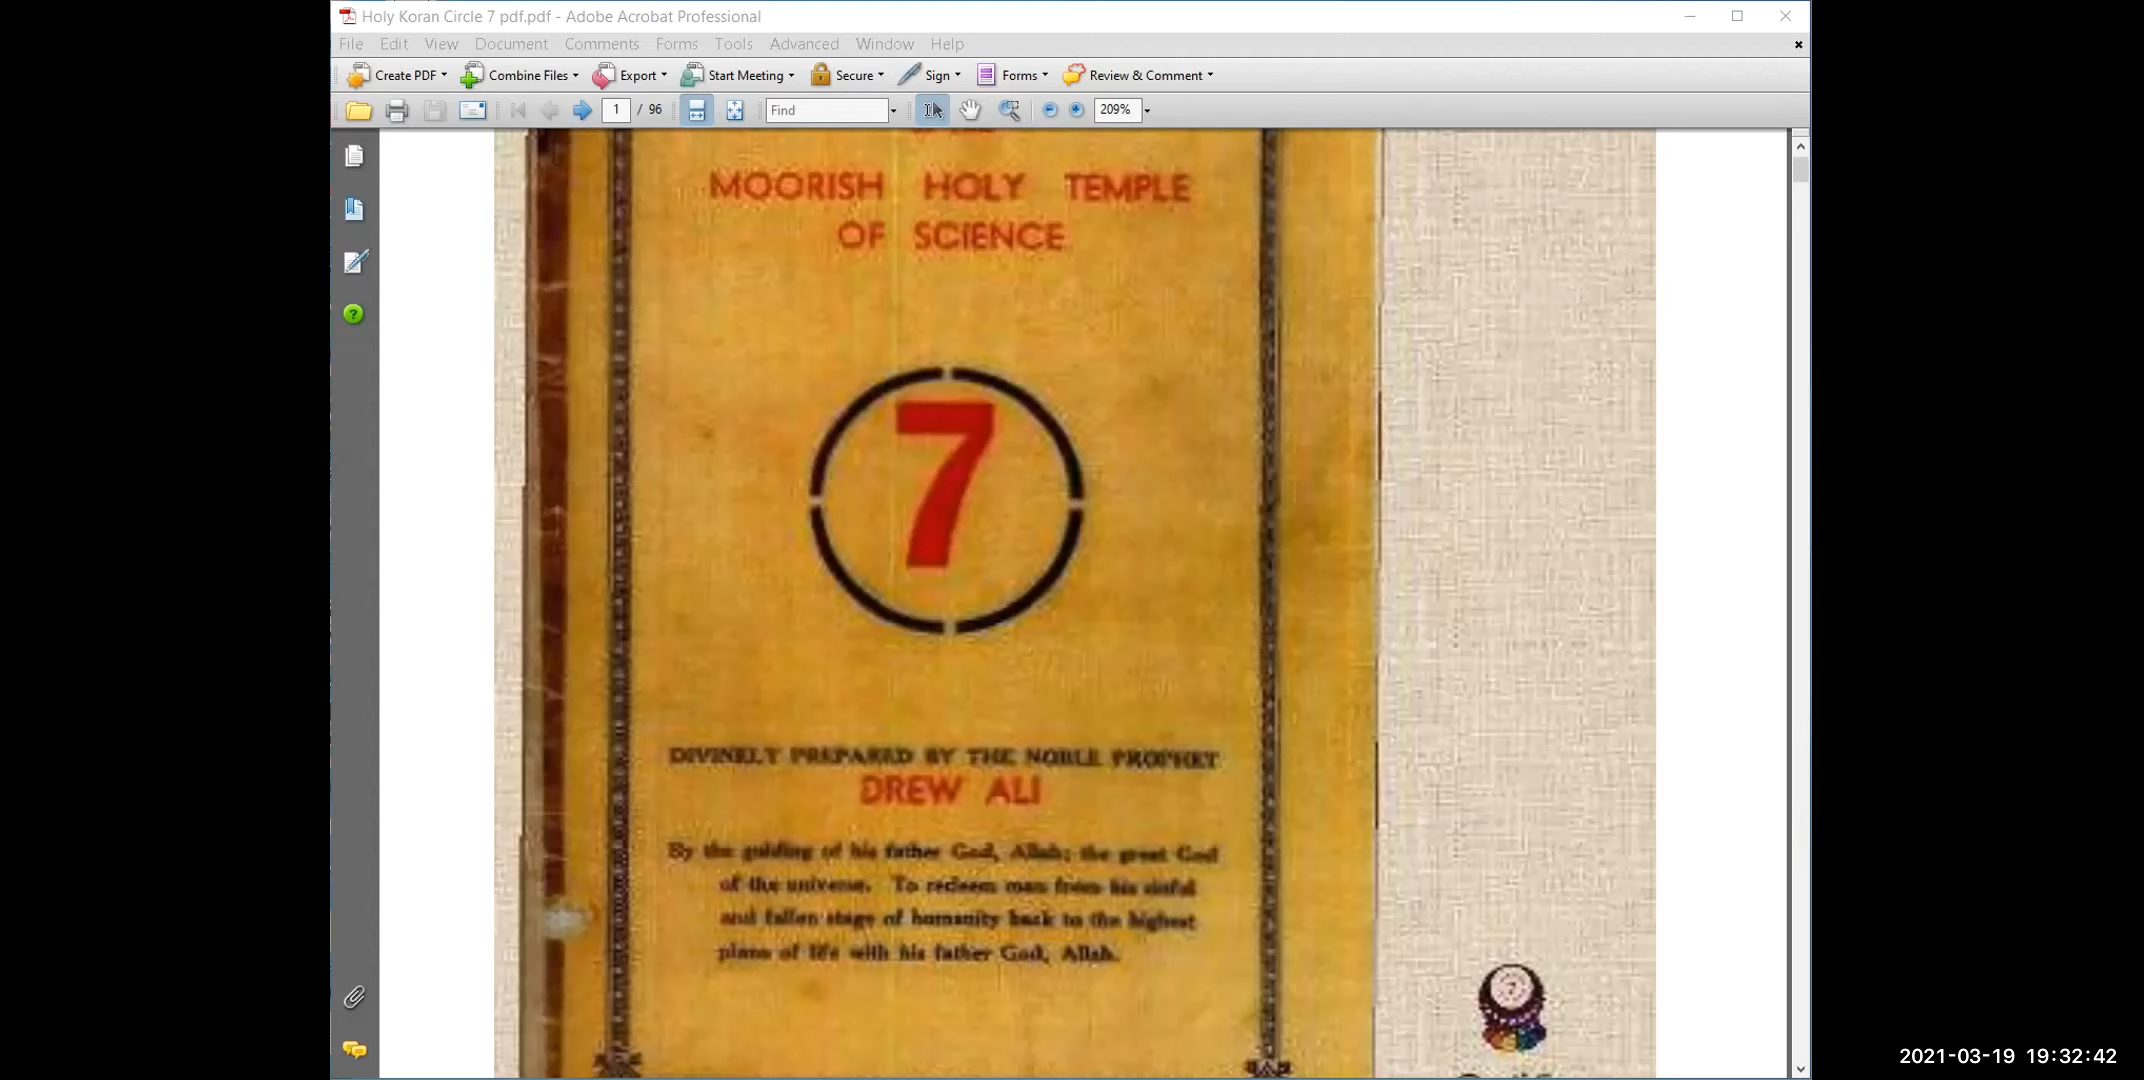 Holy Koran Circle 7 pdf.pdf - Adobe Acrobat Professional
File Edit View Document Comments Forms Tools Advanced Window Help
Create PDF Combine Files Export Start Meeting Secure Sign Forms Review & Comment
1 / 96 Find 209%
MOORISH HOLY TEMPLE
OF SCIENCE
7
DIVINELY PREPARED BY THE NOBLE PROPHET
DREW ALI
By the guiding of his father God, Allah; the great God
of the universe. To redeem man from his sinful
and fallen stage of humanity back to the highest
plane of life with his father God, Allah.
7
2021-03-19 19:32:42